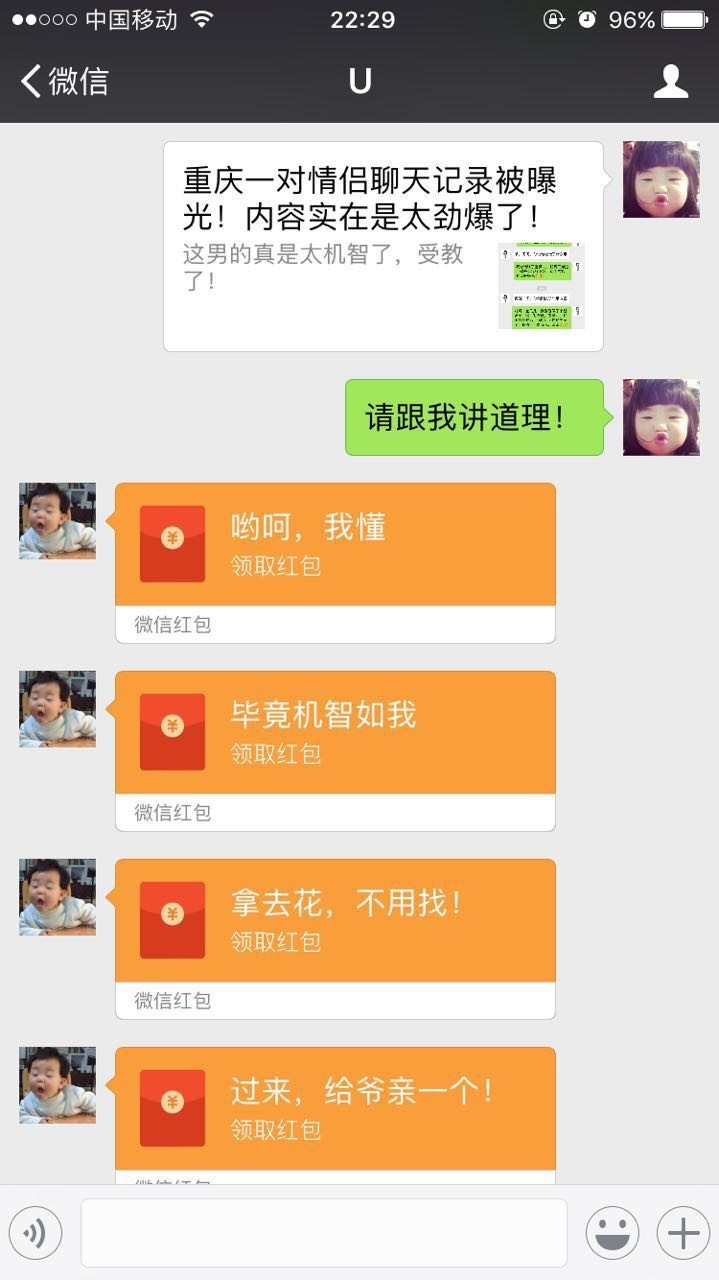 中国移动
22:29
96%
微信
U
重庆一对情侣聊天记录被曝
光！内容实在是太劲爆了！
这男的真是太机智了，受教
了！
请跟我讲道理！
哟呵，我懂
领取红包
微信红包
毕竟机智如我
领取红包
微信红包
拿去花，不用找！
领取红包
微信红包
过来，给爷亲一个！
领取红包
微信红包